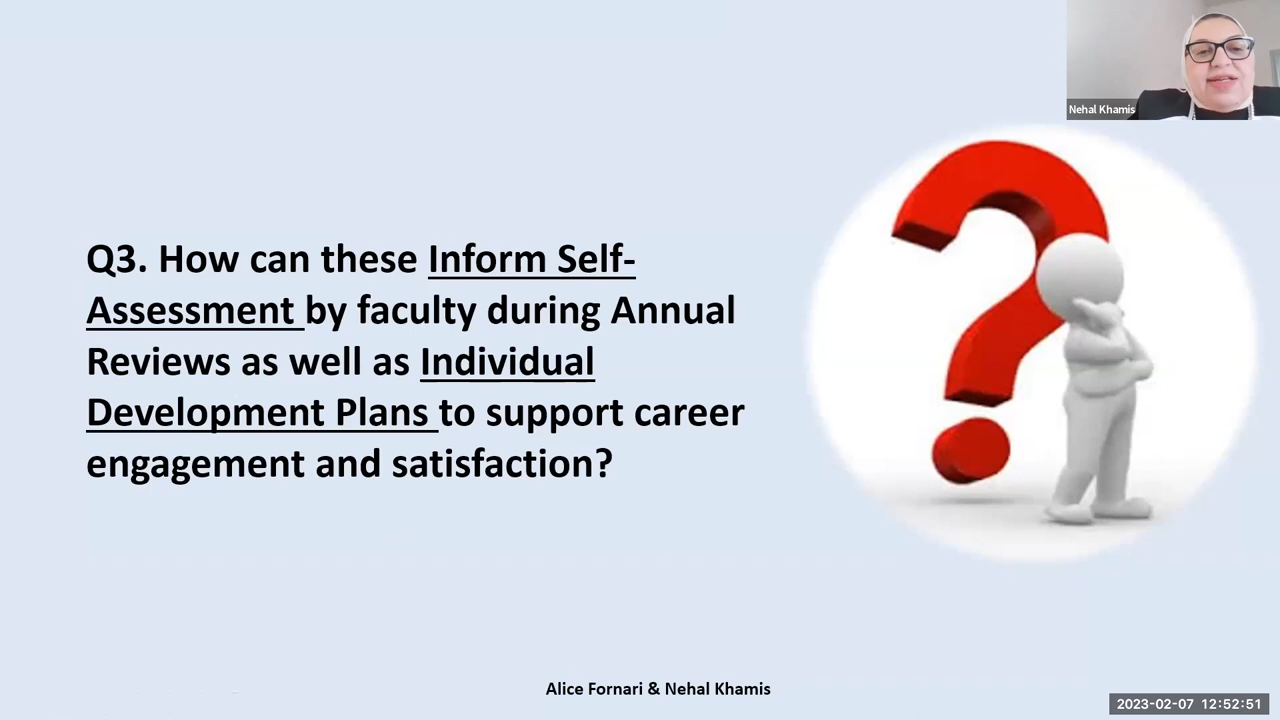 Nehal Khamis
Q3. How can these Inform Self-
Assessment by faculty during Annual
Reviews as well as Individual
Development Plans to support career
engagement and satisfaction?
Alice Fornari & Nehal Khamis
2023-02-07 12:52:51